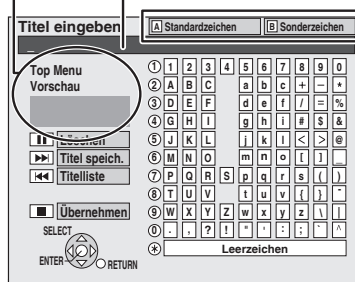 Titel eingeben
A Standardzeichen B Sonderzeichen
_
Top Menu
Vorschau
Löschen
Titel speich.
Titelliste
Übernehmen
SELECT
ENTER
RETURN
1 1 2 3 4 5 6 7 8 9 0
2 A B C a b c + - *
3 D E F d e f / = %
4 G H I g h i # $ &
5 J K L j k l < > @
6 M N O m n o [ ] _
7 P Q R S p q r s ( )
8 T U V t u v { } ~
9 W X Y Z w x y z \ |
0 . , ? ! " ' : ; ` ^
* Leerzeichen